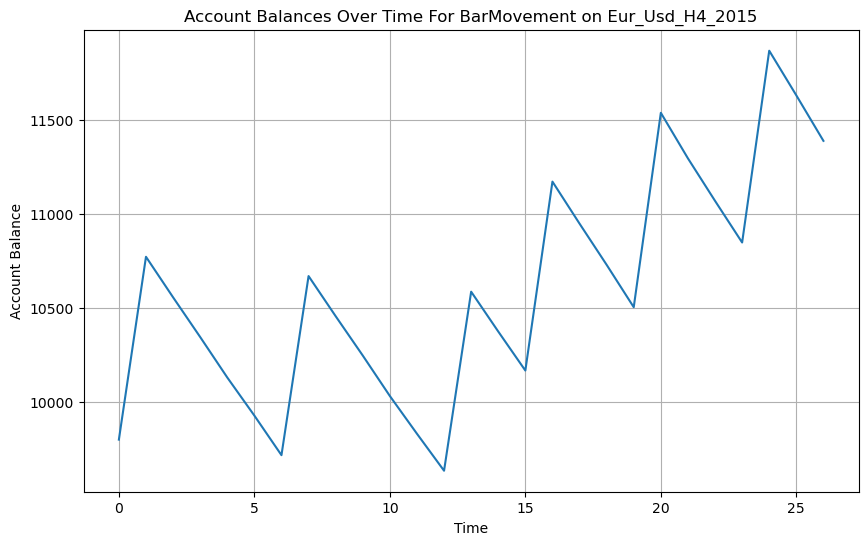 Account Balances Over Time For BarMovement on Eur_Usd_H4_2015
Account Balance
11500
11000
10500
10000
0 5 10 15 20 25
Time